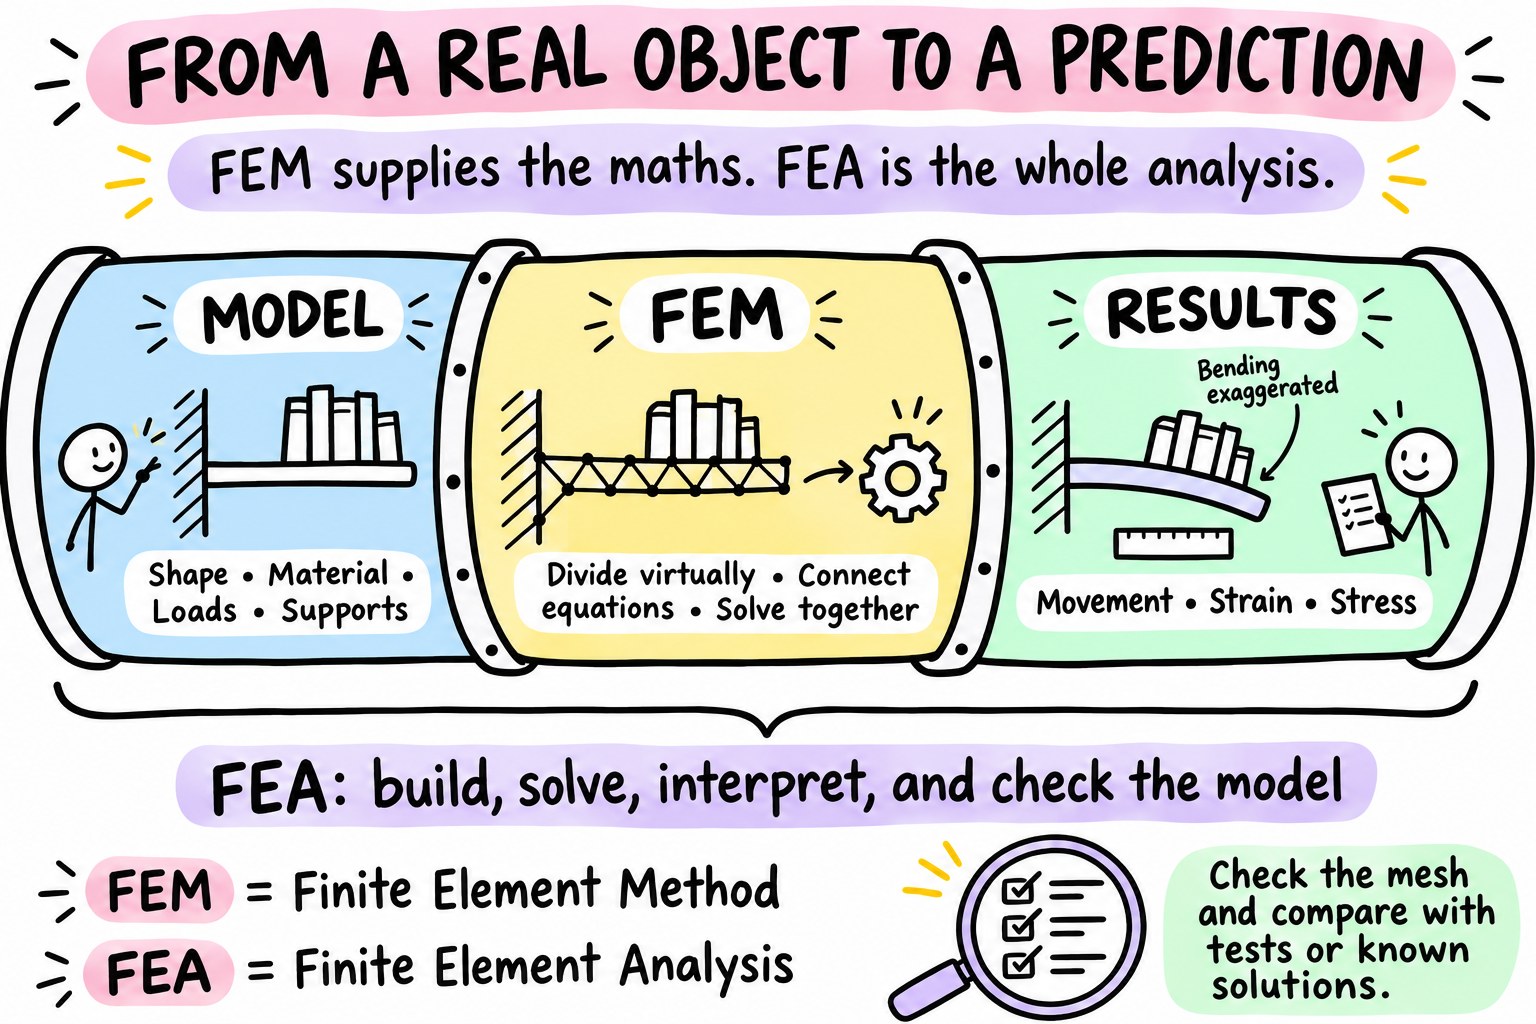 FROM A REAL OBJECT TO A PREDICTION
FEM supplies the maths. FEA is the whole analysis.
MODEL
Shape • Material •
Loads • Supports
FEM
Divide virtually • Connect
equations • Solve together
RESULTS
Bending
exaggerated
Movement • Strain • Stress
FEA: build, solve, interpret, and check the model
FEM = Finite Element Method
FEA = Finite Element Analysis
Check the mesh
and compare with
tests or known
solutions.